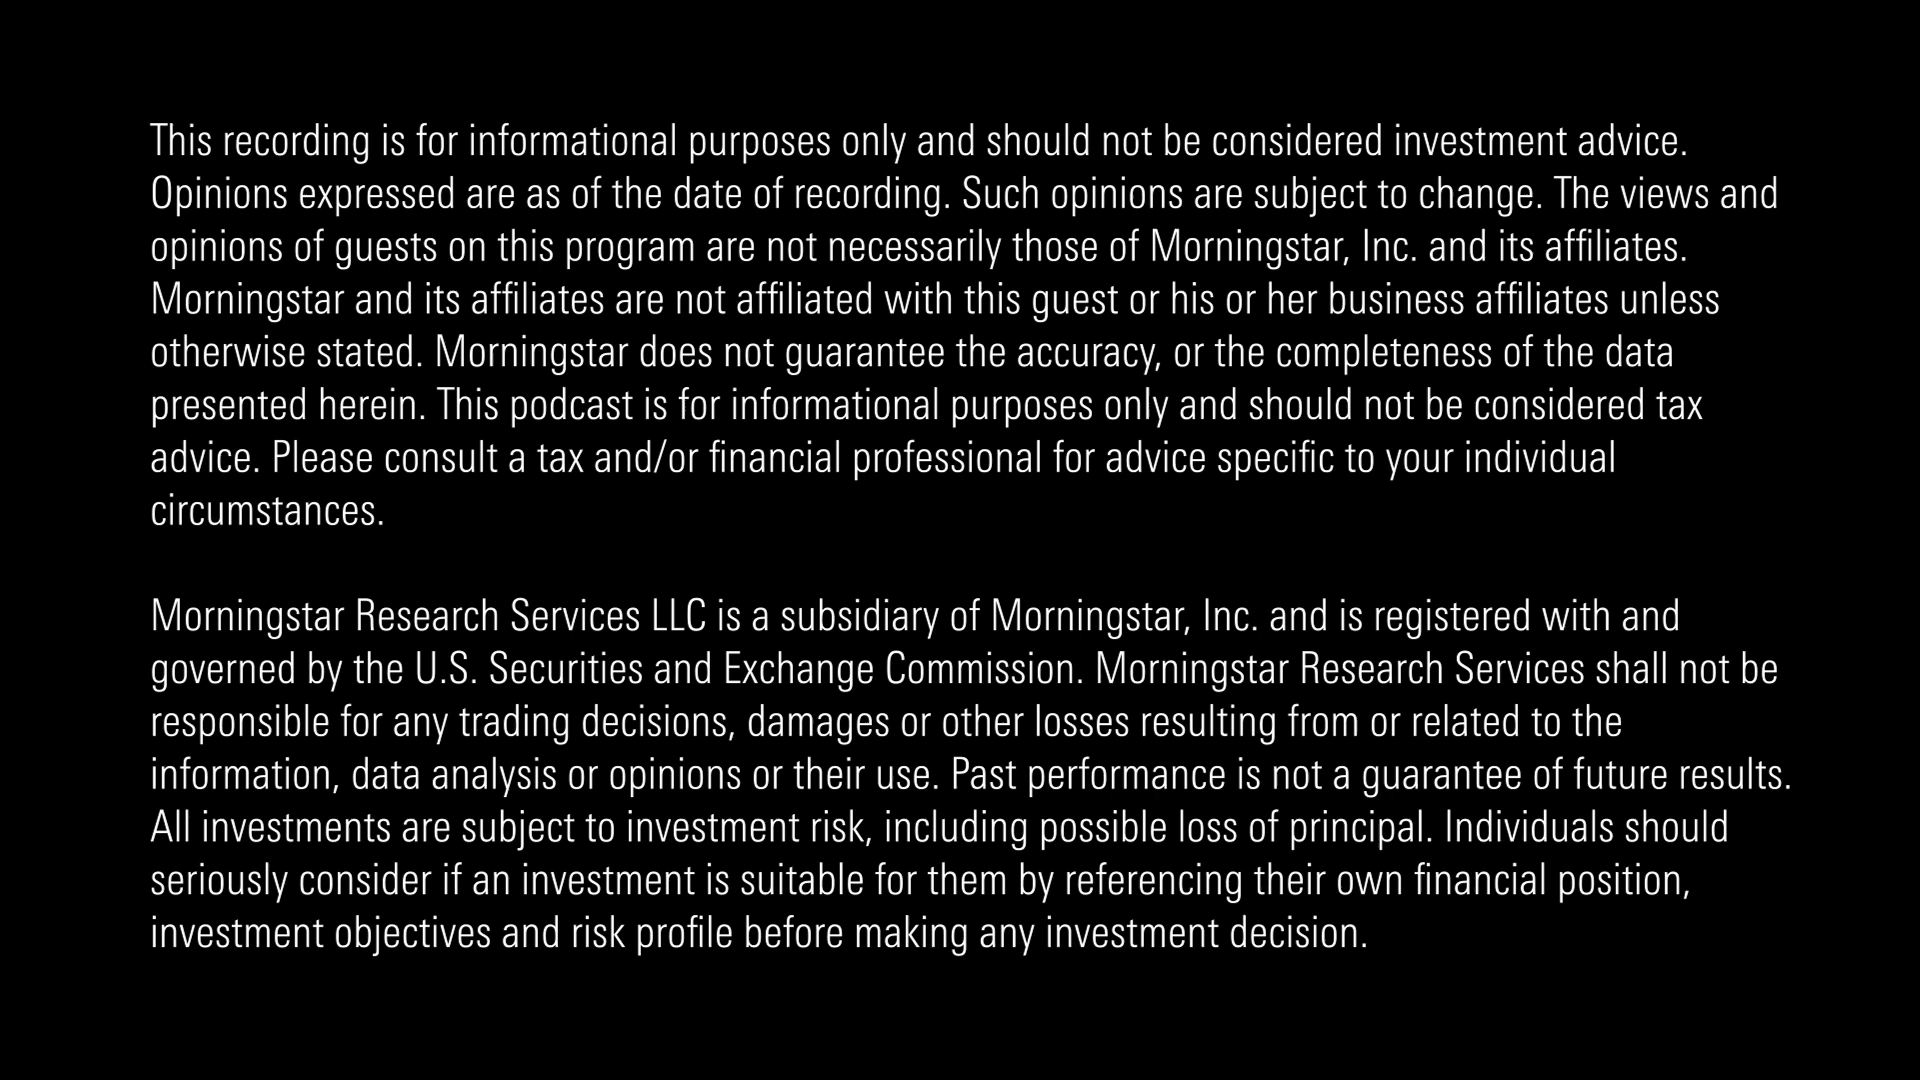 This recording is for informational purposes only and should not be considered investment advice.
Opinions expressed are as of the date of recording. Such opinions are subject to change. The views and
opinions of guests on this program are not necessarily those of Morningstar, Inc. and its affiliates.
Morningstar and its affiliates are not affiliated with this guest or his or her business affiliates unless
otherwise stated. Morningstar does not guarantee the accuracy, or the completeness of the data
presented herein. This podcast is for informational purposes only and should not be considered tax
advice. Please consult a tax and/or financial professional for advice specific to your individual
circumstances.
Morningstar Research Services LLC is a subsidiary of Morningstar, Inc. and is registered with and
governed by the U.S. Securities and Exchange Commission. Morningstar Research Services shall not be
responsible for any trading decisions, damages or other losses resulting from or related to the
information, data analysis or opinions or their use. Past performance is not a guarantee of future results.
All investments are subject to investment risk, including possible loss of principal. Individuals should
seriously consider if an investment is suitable for them by referencing their own financial position,
investment objectives and risk profile before making any investment decision.